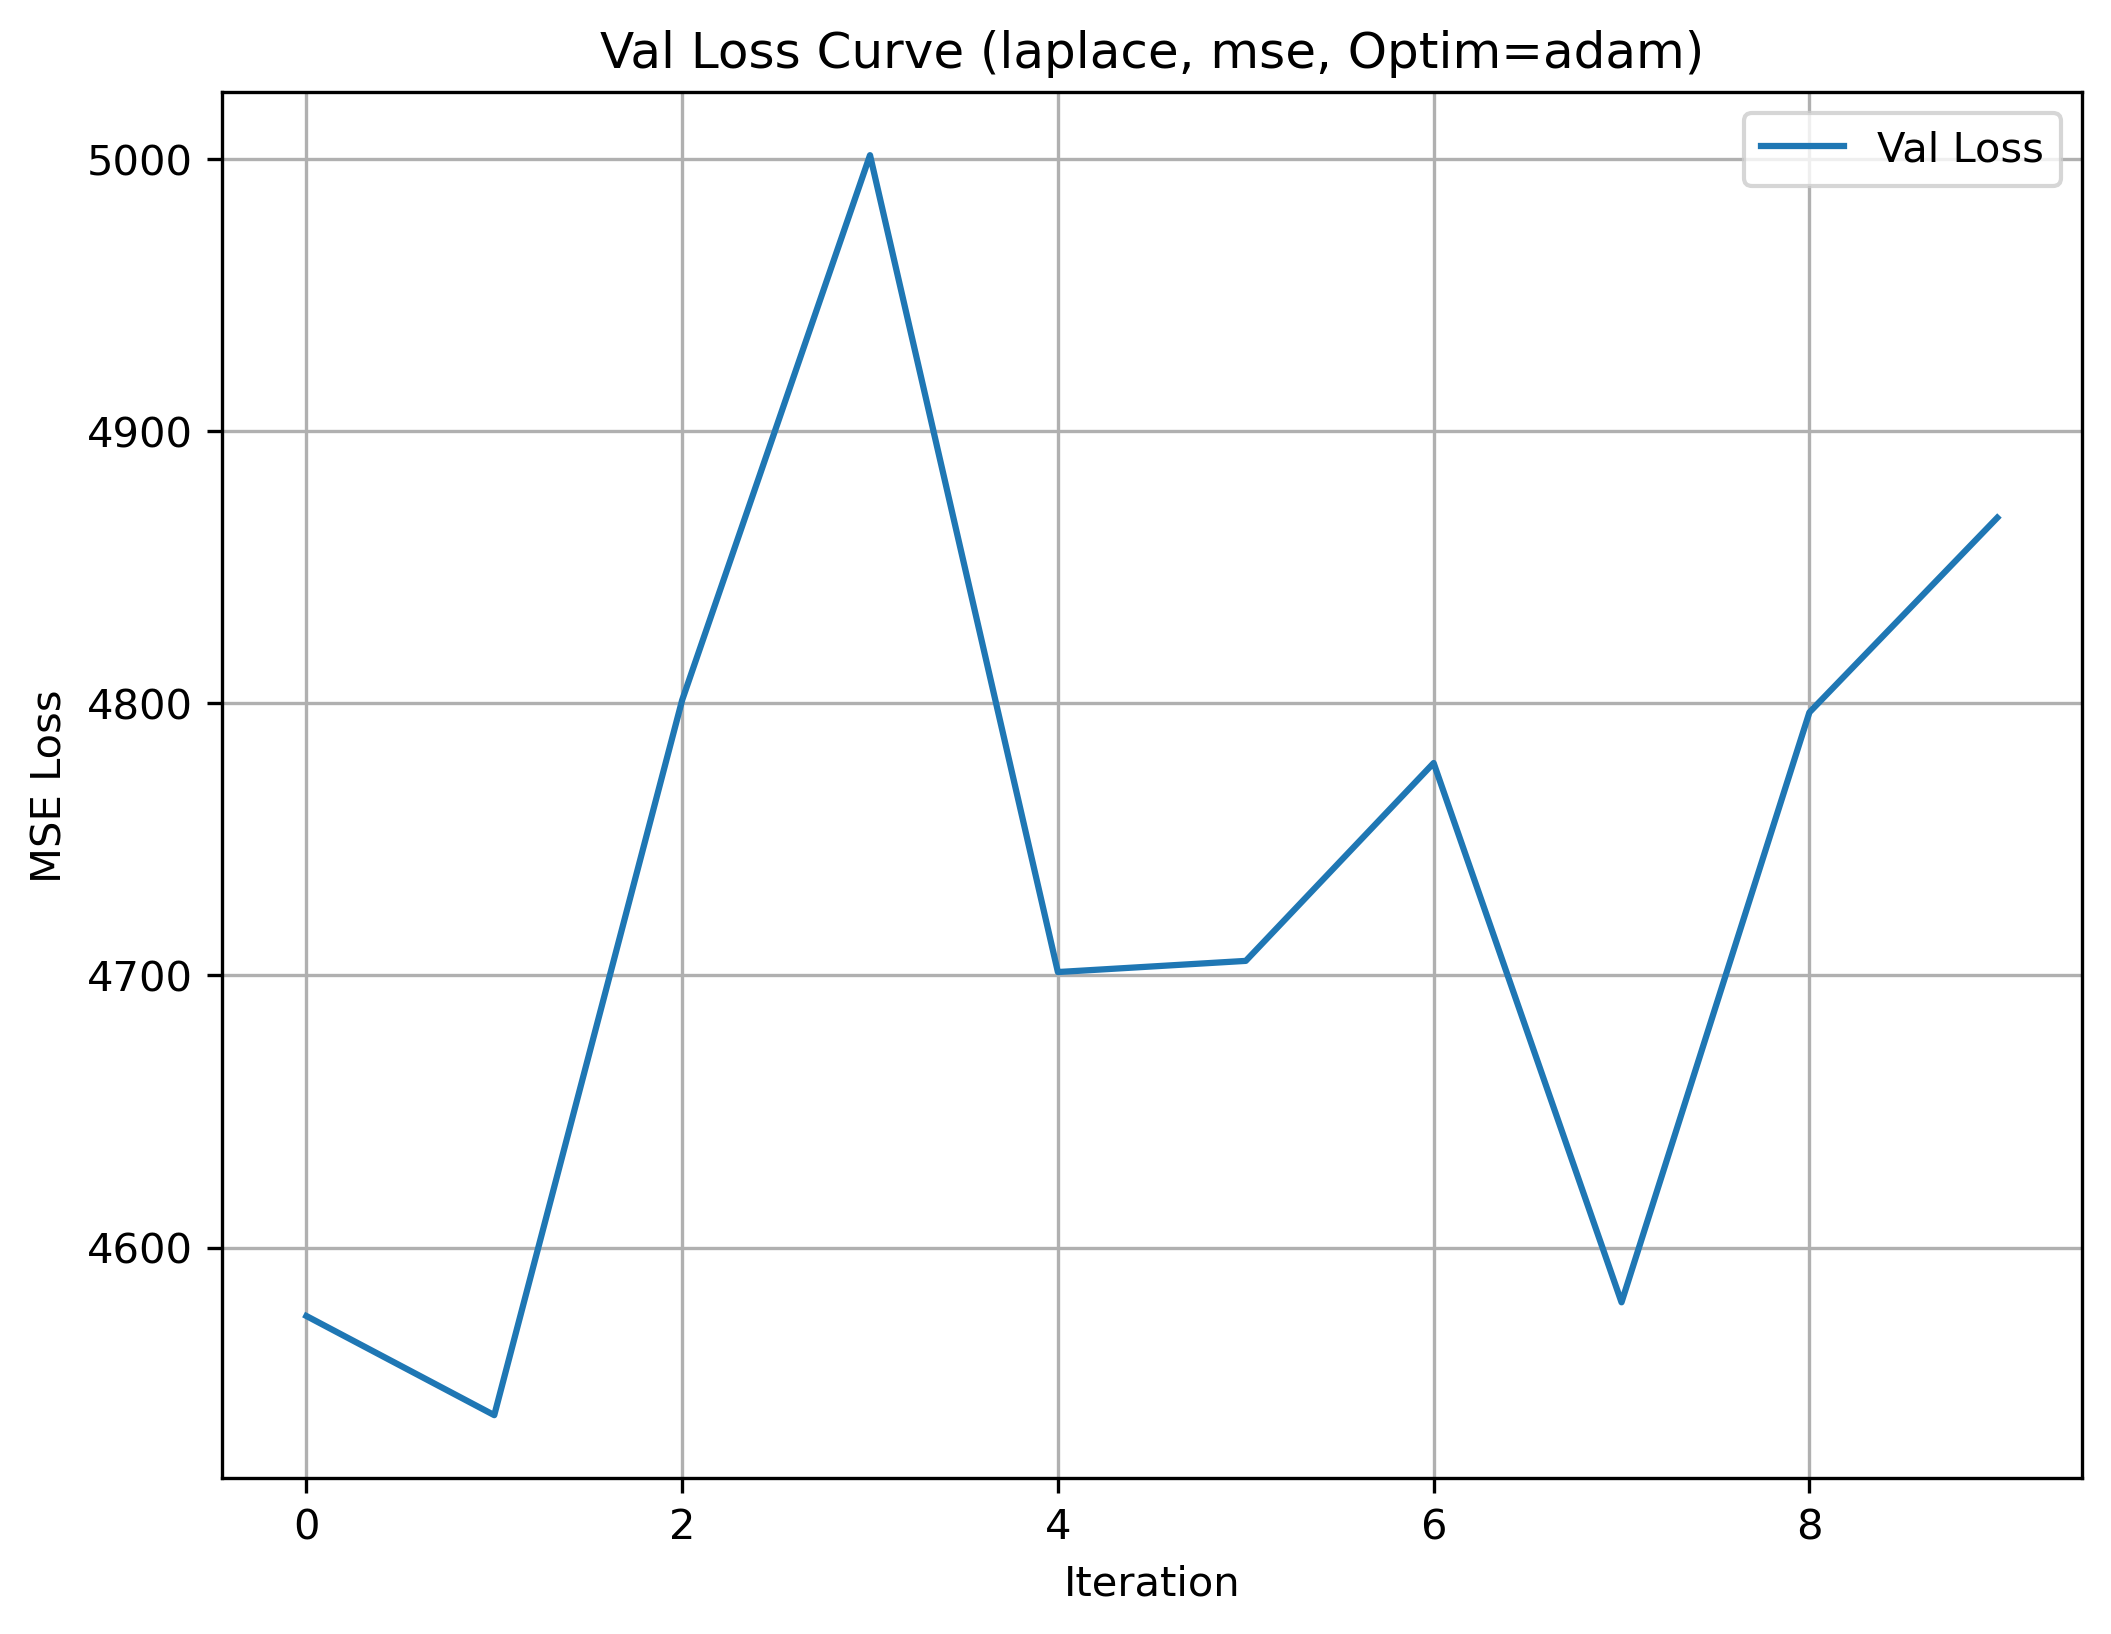 Val Loss Curve (laplace, mse, Optim=adam)
Val Loss
5000
4900
4800
4700
4600
MSE Loss
0 2 4 6 8
Iteration